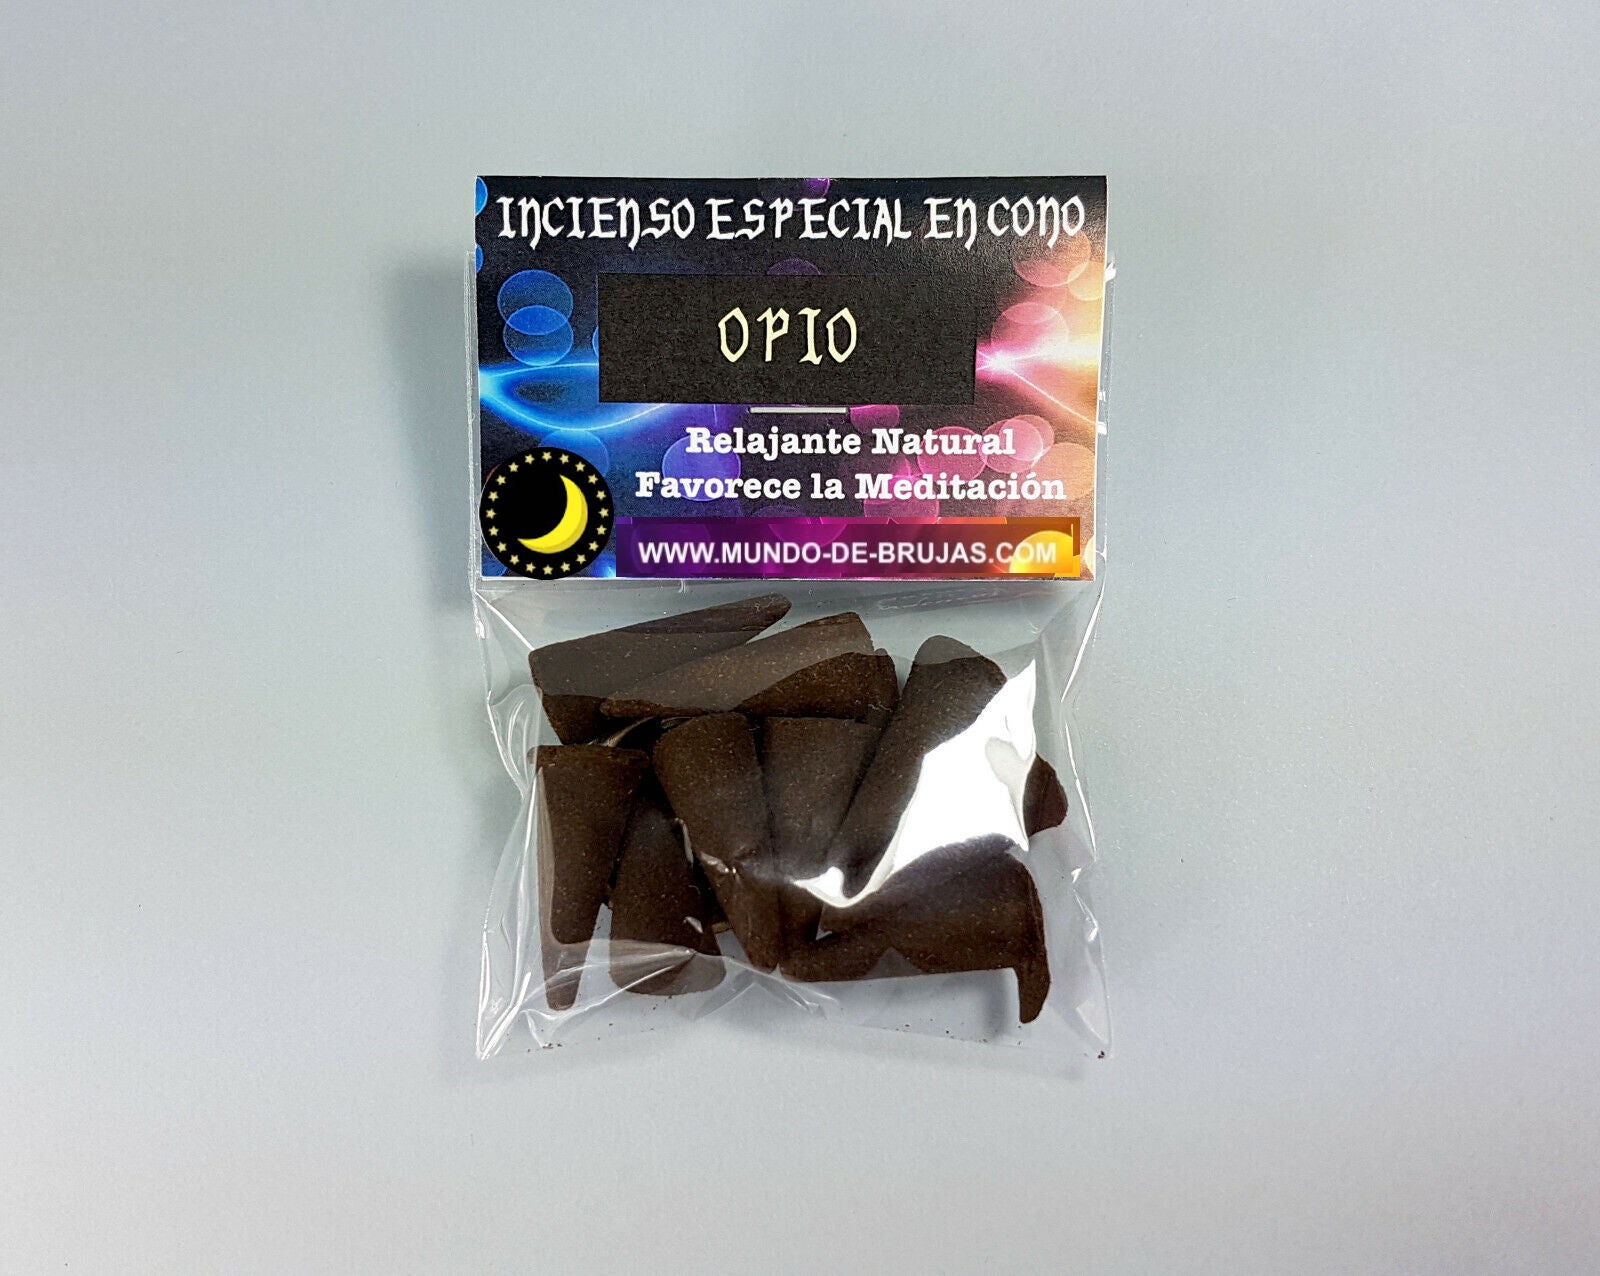 INCIENSO ESPECIAL EN CONO
OPIO
Relajante Natural
Favorece la Meditación
WWW.MUNDO-DE-BRUJAS.COM